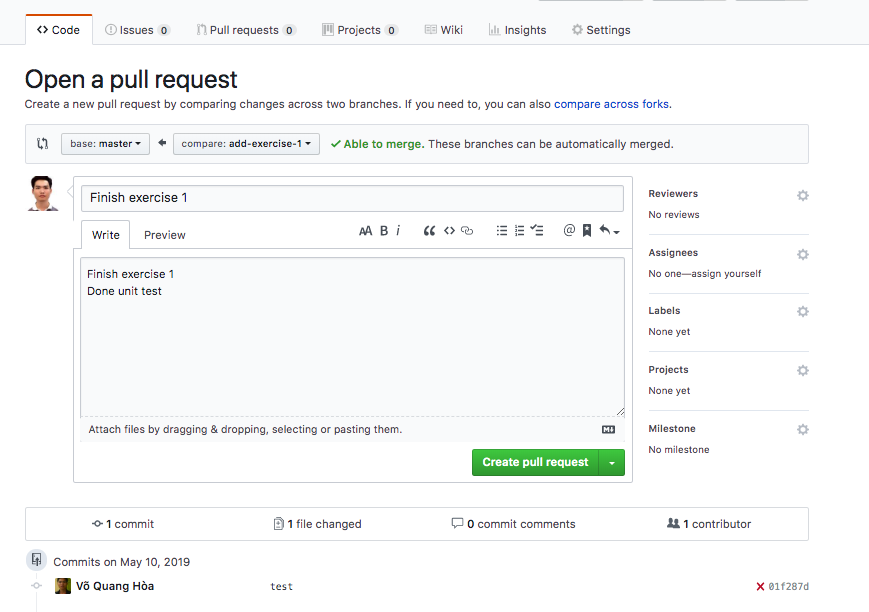 Code Issues 0 Pull requests 0 Projects 0 Wiki Insights Settings
Open a pull request
Create a new pull request by comparing changes across two branches. If you need to, you can also compare across forks.
base: master compare: add-exercise-1 Able to merge. These branches can be automatically merged.
Finish exercise 1
Write Preview AA B i
Finish exercise 1
Done unit test
Attach files by dragging & dropping, selecting or pasting them.
Create pull request
Reviewers
No reviews
Assignees
No one—assign yourself
Labels
None yet
Projects
None yet
Milestone
No milestone
1 commit 1 file changed 0 commit comments 1 contributor
Commits on May 10, 2019
Võ Quang Hòa test 01f287d